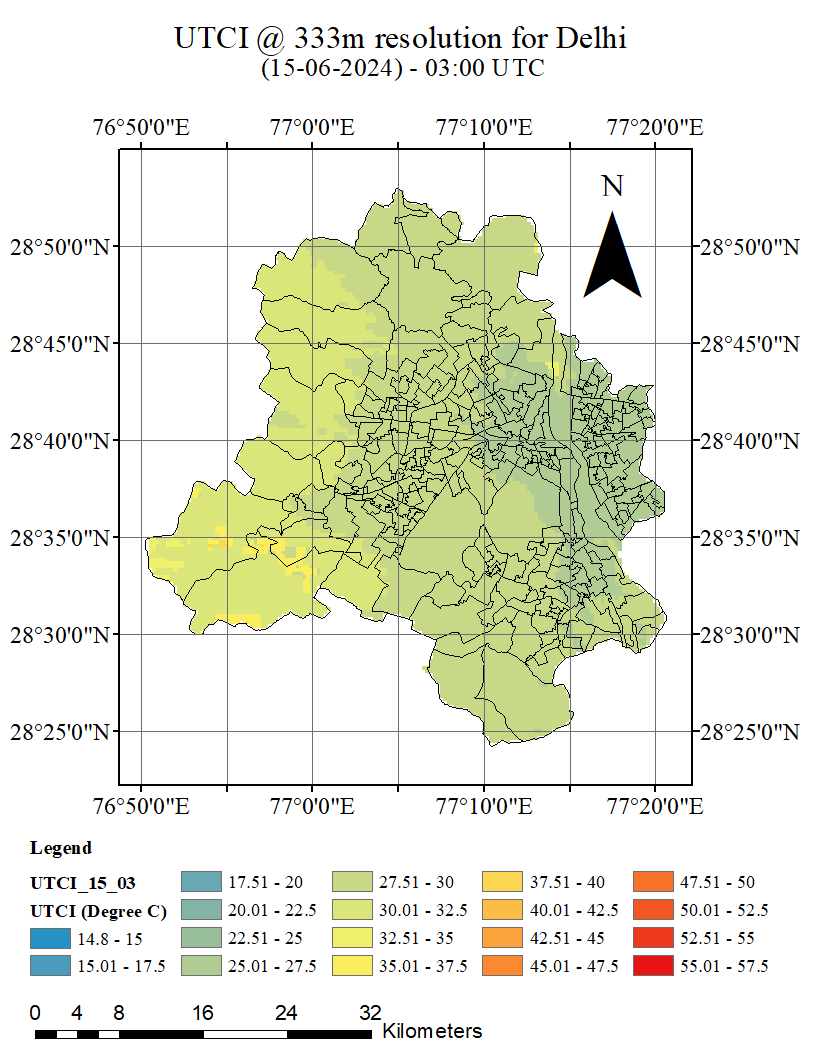 UTCI @ 333m resolution for Delhi
(15-06-2024) - 03:00 UTC
76°50'0"E 77°0'0"E 77°10'0"E 77°20'0"E
N
28°50'0"N 28°50'0"N
28°45'0"N 28°45'0"N
28°40'0"N 28°40'0"N
28°35'0"N 28°35'0"N
28°30'0"N 28°30'0"N
28°25'0"N 28°25'0"N
76°50'0"E 77°0'0"E 77°10'0"E 77°20'0"E
Legend
UTCI_15_03 17.51 - 20 27.51 - 30 37.51 - 40 47.51 - 50
UTCI (Degree C) 20.01 - 22.5 30.01 - 32.5 40.01 - 42.5 50.01 - 52.5
14.8 - 15 22.51 - 25 32.51 - 35 42.51 - 45 52.51 - 55
15.01 - 17.5 25.01 - 27.5 35.01 - 37.5 45.01 - 47.5 55.01 - 57.5
0 4 8 16 24 32
Kilometers